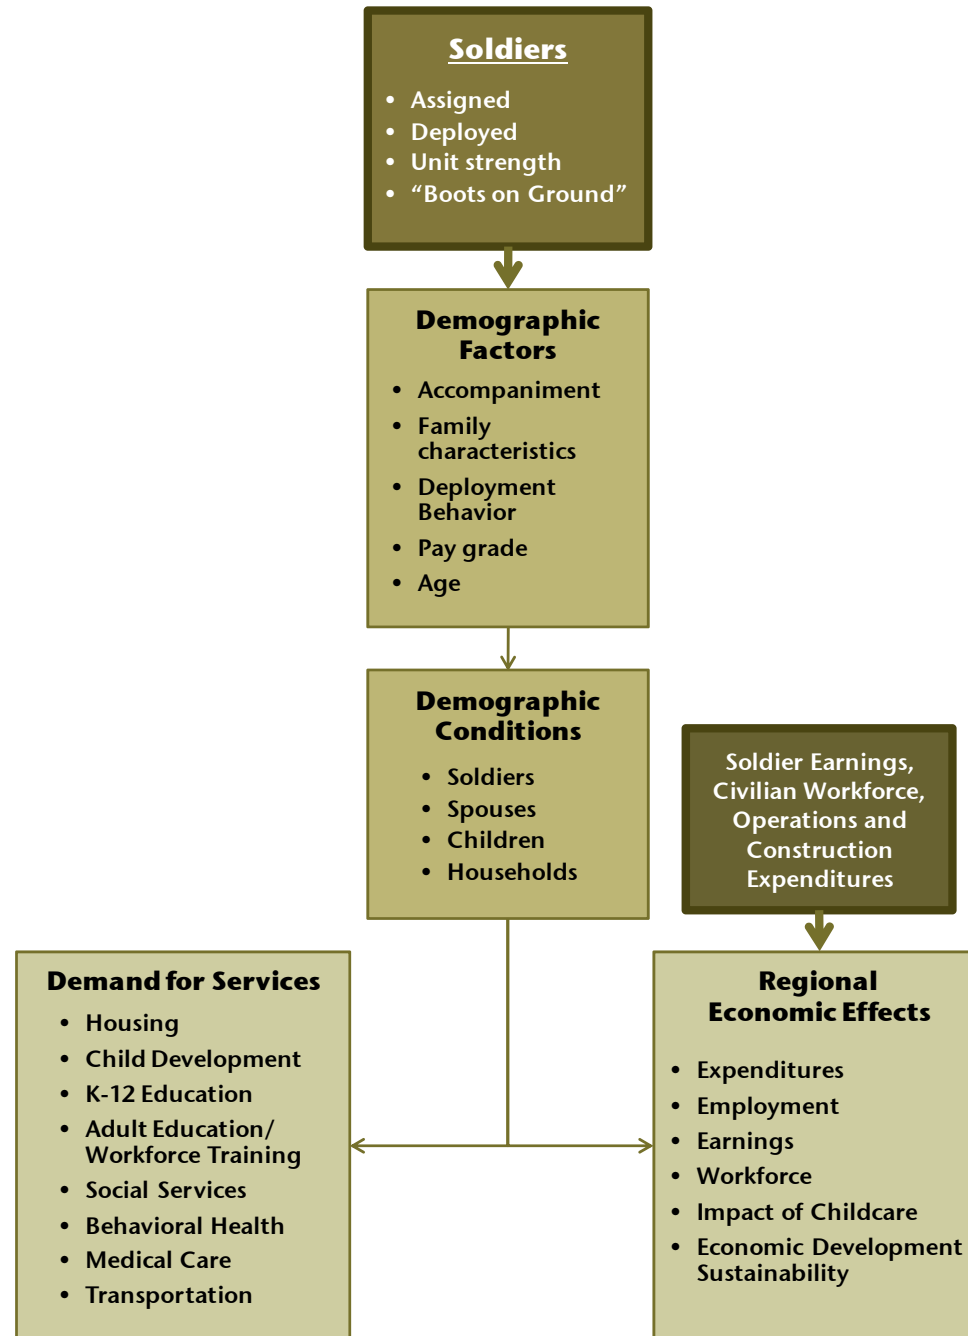 Soldiers
• Assigned
• Deployed
• Unit strength
• “Boots on Ground”
Demographic
Factors
• Accompaniment
• Family
characteristics
• Deployment
Behavior
• Pay grade
• Age
Demographic
Conditions
• Soldiers
• Spouses
• Children
• Households
Soldier Earnings,
Civilian Workforce,
Operations and
Construction
Expenditures
Demand for Services
• Housing
• Child Development
• K-12 Education
• Adult Education/
Workforce Training
• Social Services
• Behavioral Health
• Medical Care
• Transportation
Regional
Economic Effects
• Expenditures
• Employment
• Earnings
• Workforce
• Impact of Childcare
• Economic Development
Sustainability